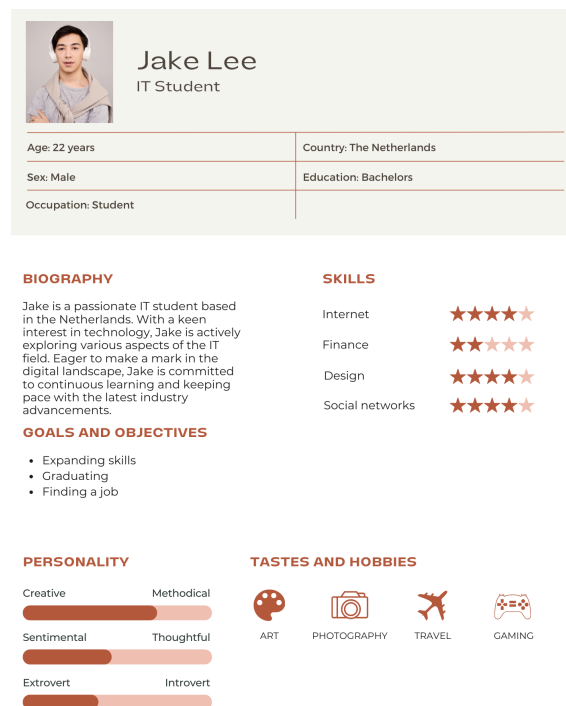 Jake Lee
IT Student
Age: 22 years
Country: The Netherlands
Sex: Male
Education: Bachelors
Occupation: Student
BIOGRAPHY
Jake is a passionate IT student based
in the Netherlands. With a keen
interest in technology, Jake is actively
exploring various aspects of the IT
field. Eager to make a mark in the
digital landscape, Jake is committed
to continuous learning and keeping
pace with the latest industry
advancements.
GOALS AND OBJECTIVES
• Expanding skills
• Graduating
• Finding a job
SKILLS
Internet
Finance
Design
Social networks
PERSONALITY
Creative Methodical
Sentimental Thoughtful
Extrovert Introvert
TASTES AND HOBBIES
ART
PHOTOGRAPHY
TRAVEL
GAMING